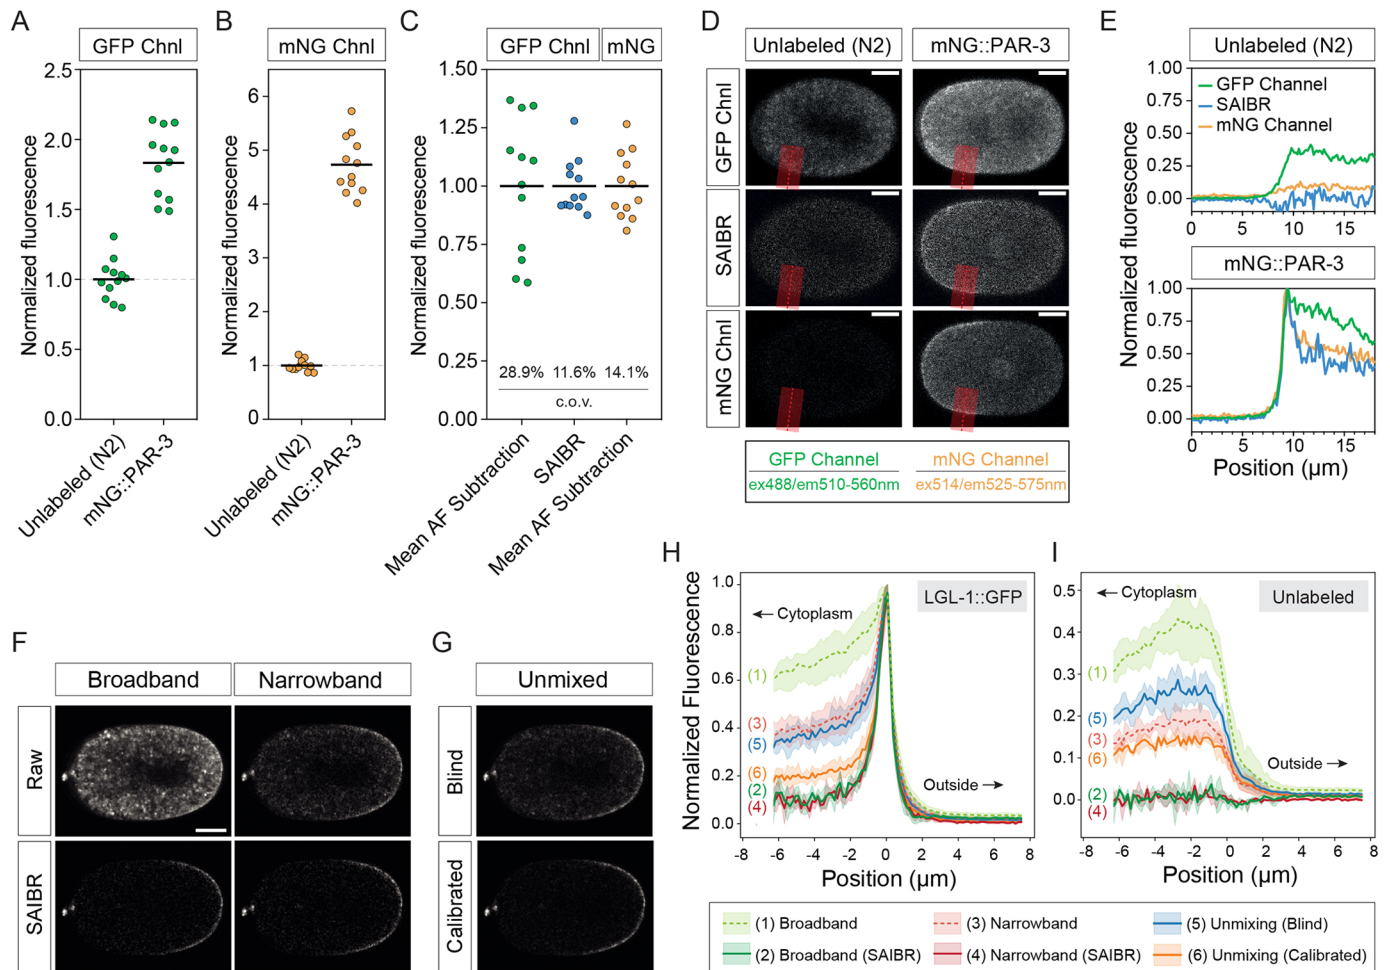 A
GFP Chnl
Normalized fluorescence
2.5
2.0
1.5
1.0
0.5
0.0
Unlabeled (N2)
mNG::PAR-3
B
mNG Chnl
Normalized fluorescence
6
5
4
3
2
1
0
Unlabeled (N2)
mNG::PAR-3
C
GFP Chnl
mNG
Normalized fluorescence
1.50
1.25
1.00
0.75
0.50
0.25
0.00
28.9% 11.6% 14.1%
c.o.v.
Mean AF Subtraction
SAIBR
Mean AF Subtraction
D
Unlabeled (N2)
mNG::PAR-3
GFP Chnl
SAIBR
mNG Chnl
GFP Channel
ex488/em510-560nm
mNG Channel
ex514/em525-575nm
E
Unlabeled (N2)
Normalized fluorescence
1.00
0.75
0.50
0.25
0.00
GFP Channel
SAIBR
mNG Channel
0 5 10 15
mNG::PAR-3
1.00
0.75
0.50
0.25
0.00
0 5 10 15
Position (µm)
F
Broadband
Narrowband
Raw
SAIBR
G
Unmixed
Blind
Calibrated
H
Normalized Fluorescence
1.0
0.8
0.6
0.4
0.2
0.0
LGL-1::GFP
← Cytoplasm
Outside →
(1)
(3)
(5)
(6)
(2)
(4)
-8 -6 -4 -2 0 2 4 6 8
Position (µm)
I
0.5
0.4
0.3
0.2
0.1
0.0
← Cytoplasm
Unlabeled
Outside →
(1)
(5)
(3)
(6)
(2)
(4)
-8 -6 -4 -2 0 2 4 6 8
Position (µm)
(1) Broadband
(3) Narrowband
(5) Unmixing (Blind)
(2) Broadband (SAIBR)
(4) Narrowband (SAIBR)
(6) Unmixing (Calibrated)